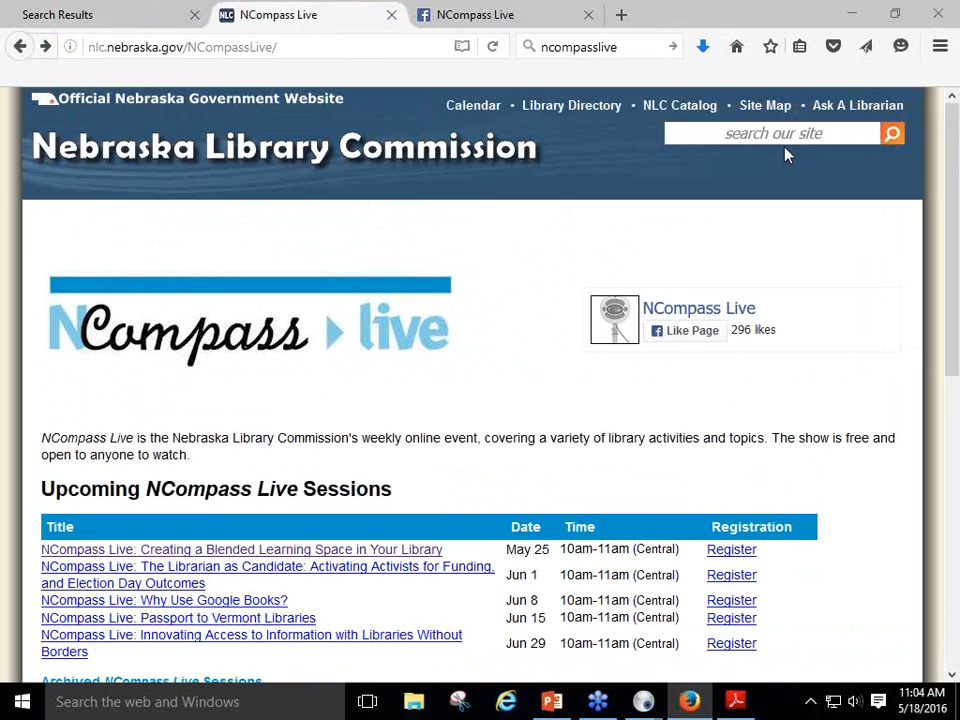 Search Results
NCompass Live
NCompass Live
nlc.nebraska.gov/NCompassLive/
ncompasslive
Official Nebraska Government Website
Calendar • Library Directory • NLC Catalog • Site Map • Ask A Librarian
Nebraska Library Commission
search our site
NCompass live
NCompass Live
Like Page 296 likes
NCompass Live is the Nebraska Library Commission's weekly online event, covering a variety of library activities and topics. The show is free and
open to anyone to watch.
Upcoming NCompass Live Sessions
Title Date Time Registration
NCompass Live: Creating a Blended Learning Space in Your Library May 25 10am-11am (Central) Register
NCompass Live: The Librarian as Candidate: Activating Activists for Funding,
and Election Day Outcomes Jun 1 10am-11am (Central) Register
NCompass Live: Why Use Google Books? Jun 8 10am-11am (Central) Register
NCompass Live: Passport to Vermont Libraries Jun 15 10am-11am (Central) Register
NCompass Live: Innovating Access to Information with Libraries Without
Borders Jun 29 10am-11am (Central) Register
Archived NCompass Live Sessions
Search the web and Windows
11:04 AM
5/18/2016